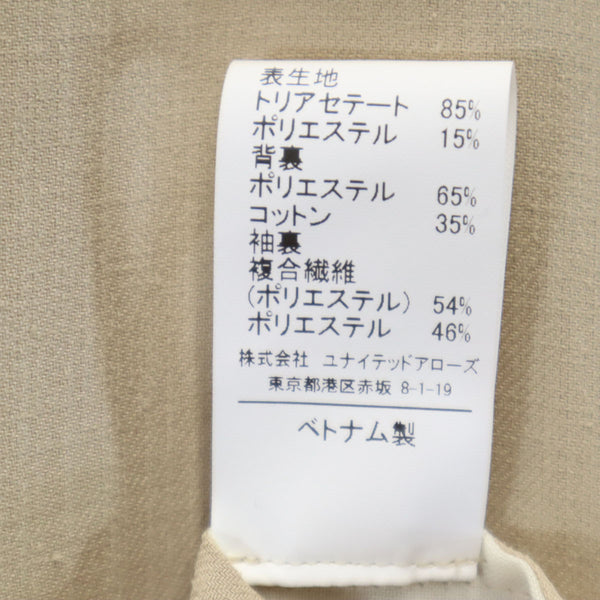 表生地
トリアセテート 85%
ポリエステル 15%
背裏
ポリエステル 65%
コットン 35%
袖裏
複合繊維
(ポリエステル) 54%
ポリエステル 46%
株式会社 ユナイテッドアローズ
東京都港区赤坂 8-1-19
ベトナム製